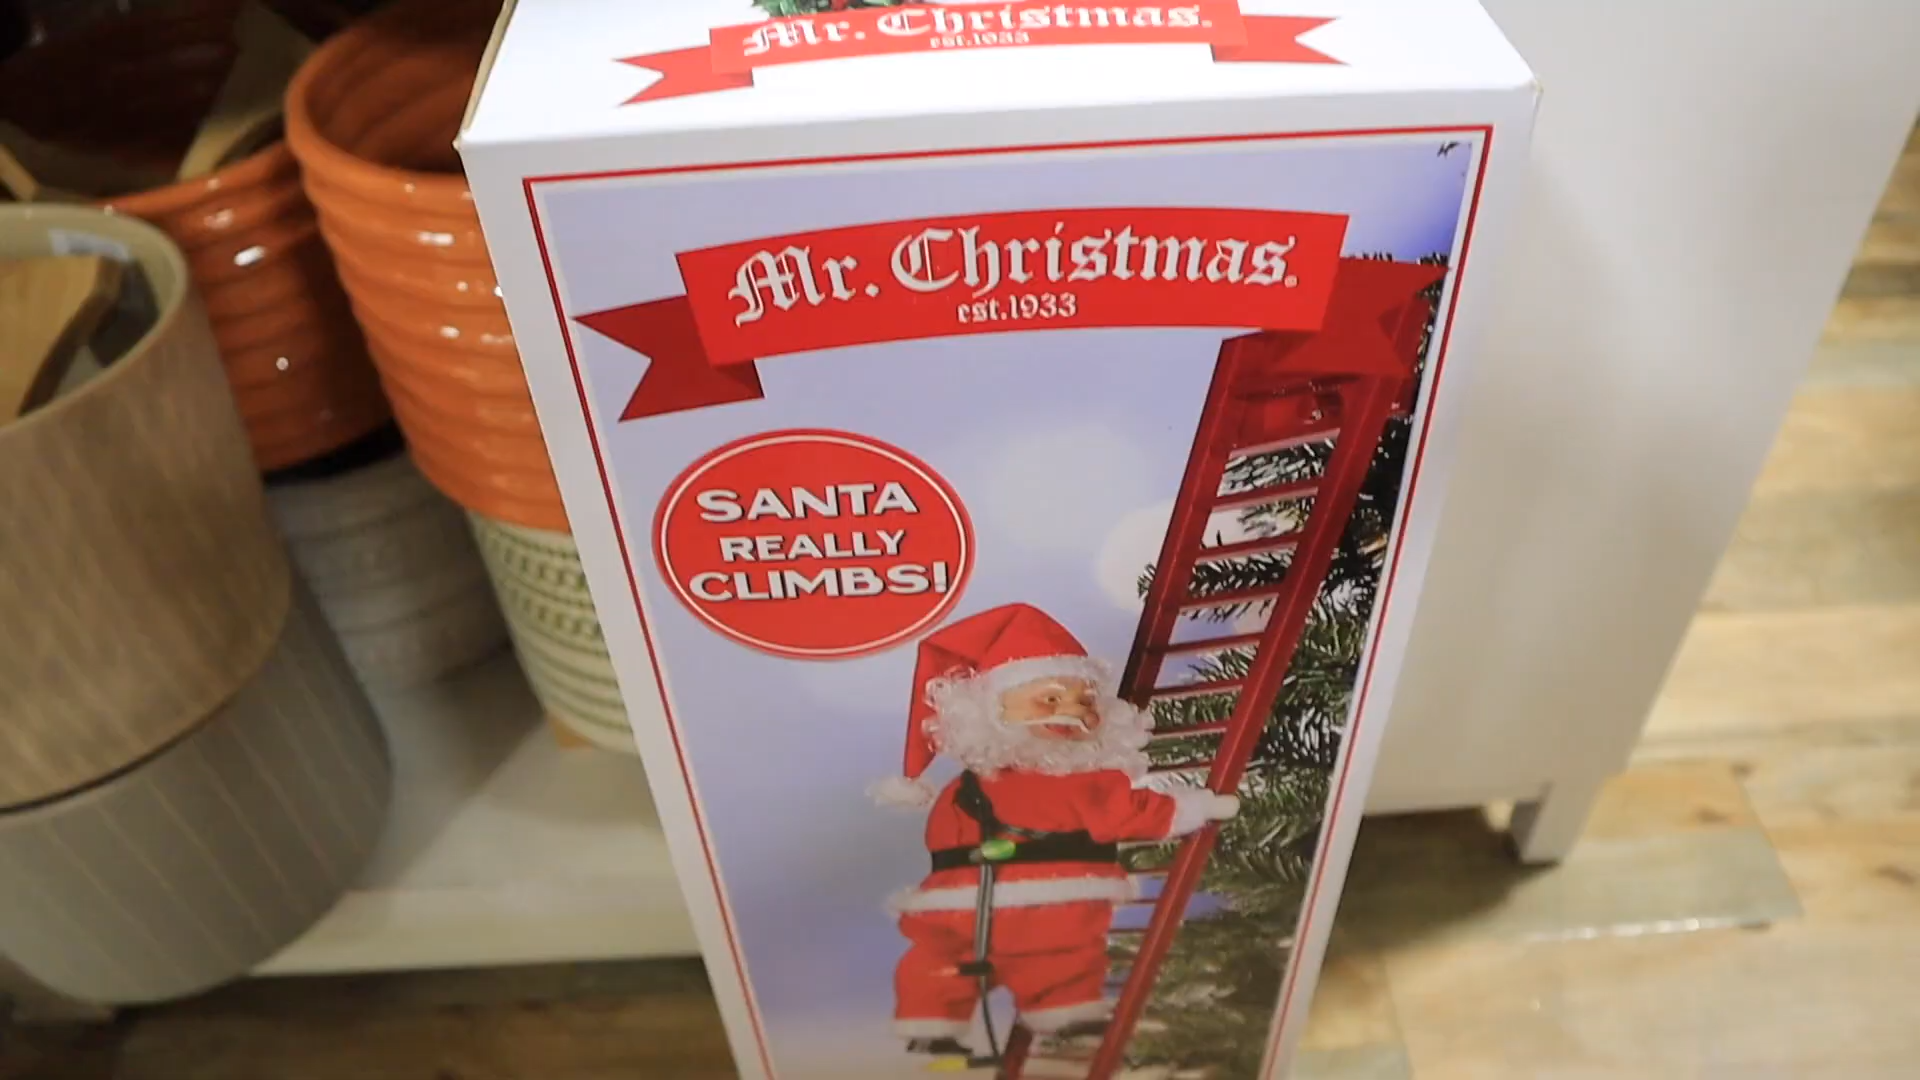 Mr. Christmas.
est.1933
Mr. Christmas.
est.1933
SANTA
REALLY
CLIMBS!